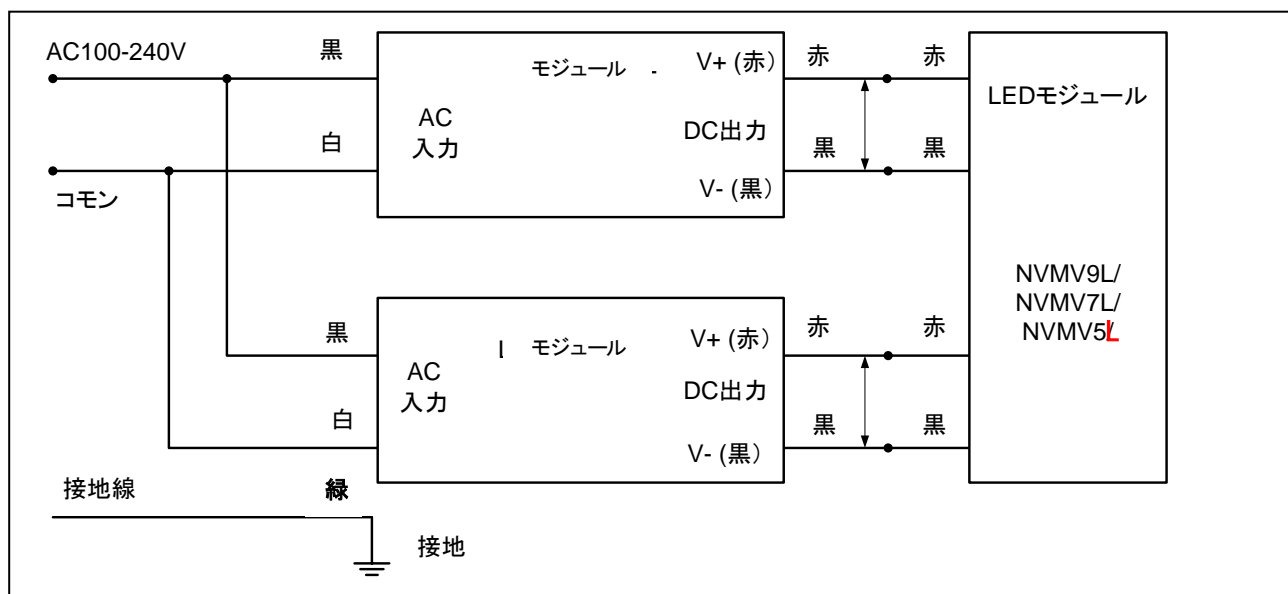 AC100-240V
黒
モジュール -
V+ (赤)
赤
赤
LEDモジュール
AC
入力
DC出力
白
黒
黒
コモン
V- (黒)
NVMV9L/
NVMV7L/
NVMV5L
黒
モジュール
V+ (赤)
赤
赤
AC
入力
DC出力
白
黒
黒
V- (黒)
接地線
緑
接地